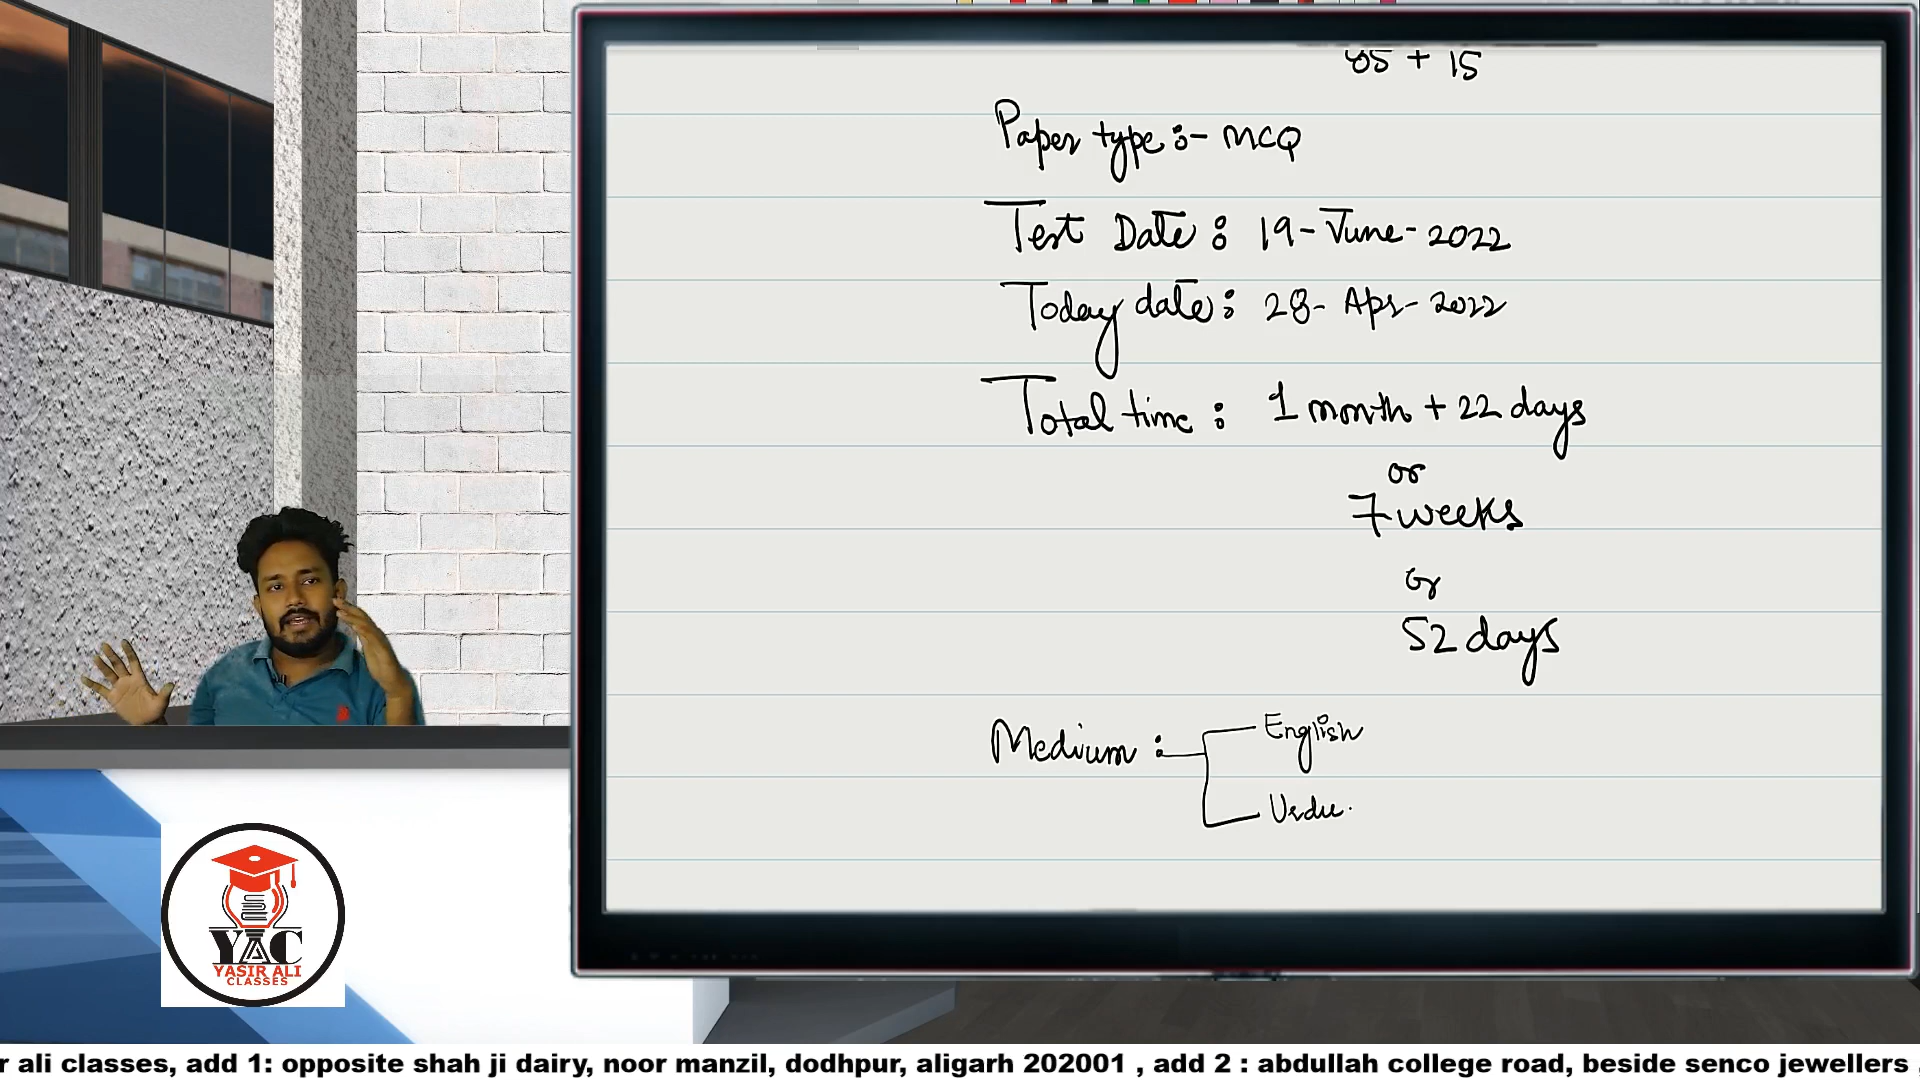 85 + 15
Paper type :- MCQ
Test Date : 19-June-2022
Today date : 28-Apr-2022
Total time : 1 month + 22 days
or
7 weeks
or
52 days
Medium :
English
Urdu.
YAC
YASIR ALI
CLASSES
r ali classes, add 1: opposite shah ji dairy, noor manzil, dodhpur, aligarh 202001 , add 2 : abdullah college road, beside senco jewellers